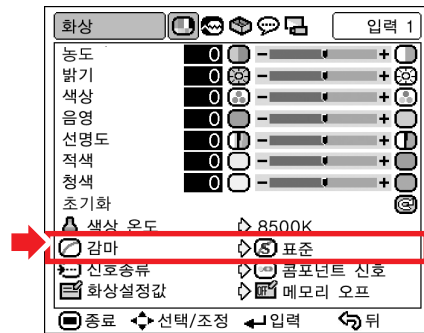 화상 입력 1
농도 0 - +
밝기 0 - +
색상 0 - +
음영 0 - +
선명도 0 - +
적색 0 - +
청색 0 - +
초기화
색상 온도 8500K
감마 S 표준
신호종류 콤포넌트 신호
화상설정값 OFF 메모리 오프
종료 선택/조정 입력 뒤